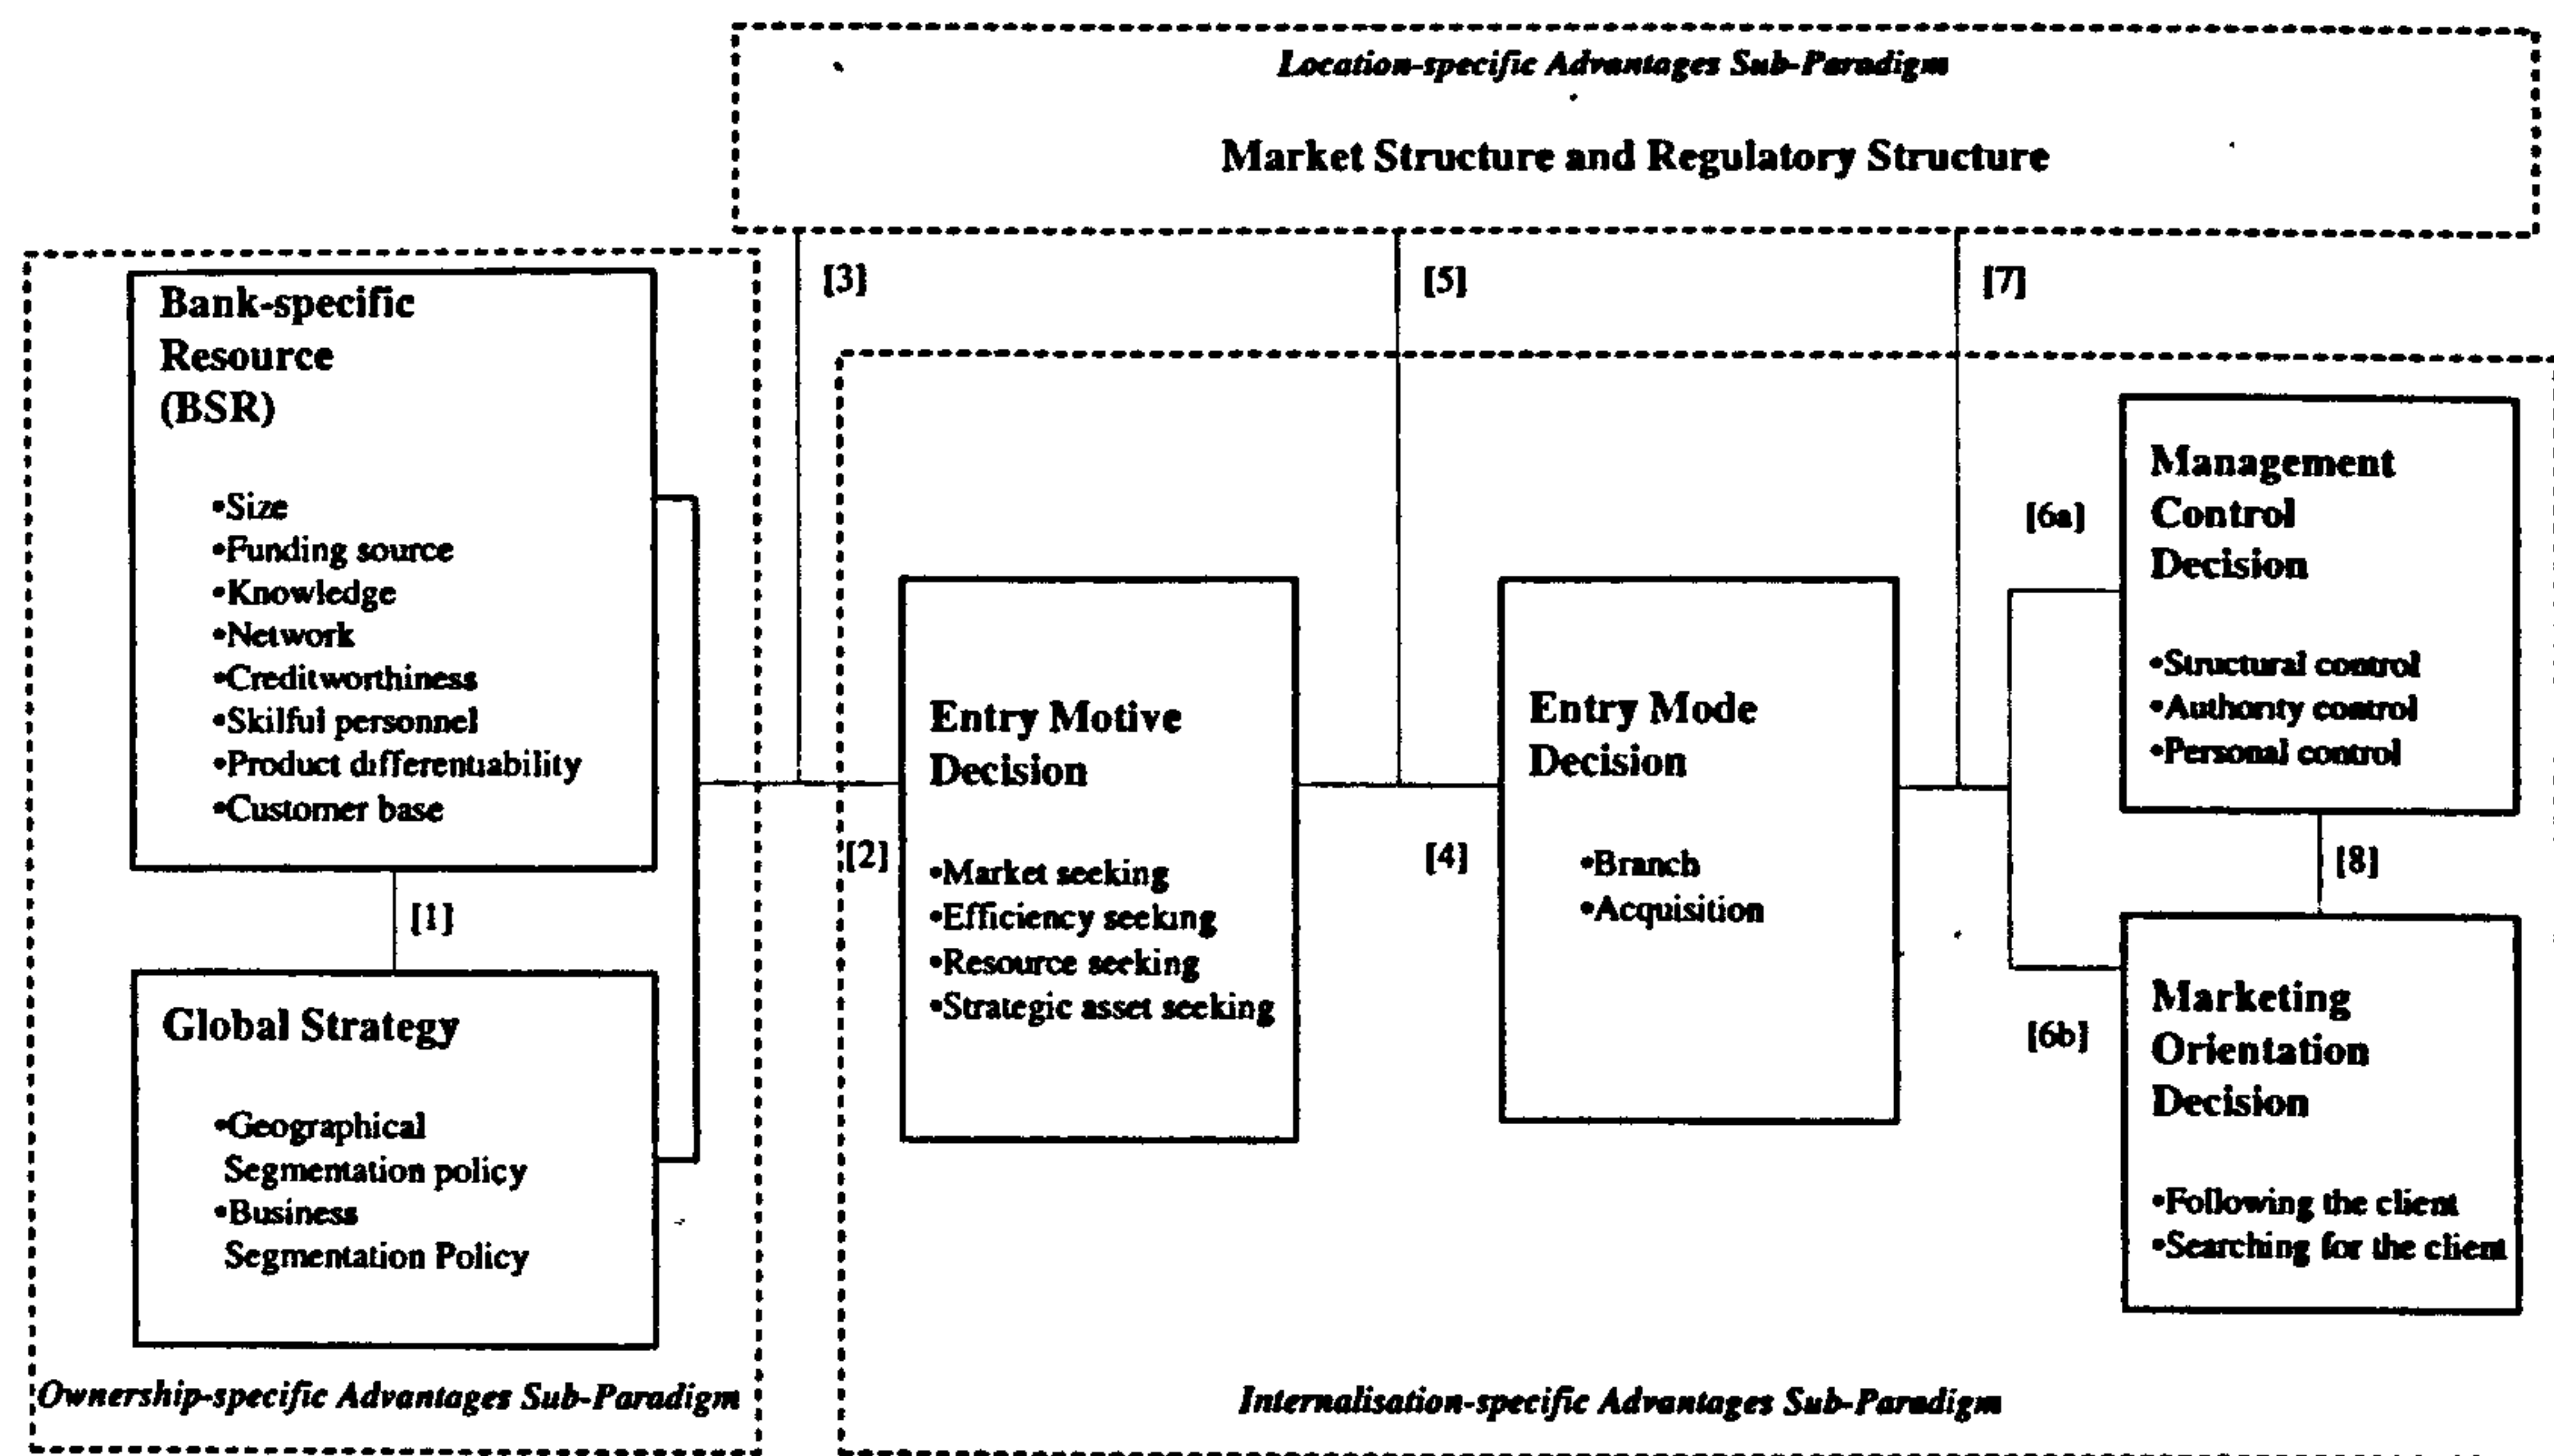 Location-specific Advantages Sub-Paradigm
Market Structure and Regulatory Structure
[3]
[5]
[7]
Bank-specific
Resource
(BSR)
•Size
•Funding source
•Knowledge
•Network
•Creditworthiness
•Skilful personnel
•Product differentiability
•Customer base
[1]
Global Strategy
•Geographical
Segmentation policy
•Business
Segmentation Policy
Ownership-specific Advantages Sub-Paradigm
[2]
Entry Motive
Decision
•Market seeking
•Efficiency seeking
•Resource seeking
•Strategic asset seeking
[4]
Entry Mode
Decision
•Branch
•Acquisition
[6a]
Management
Control
Decision
•Structural control
•Authority control
•Personal control
[8]
[6b]
Marketing
Orientation
Decision
•Following the client
•Searching for the client
Internalisation-specific Advantages Sub-Paradigm